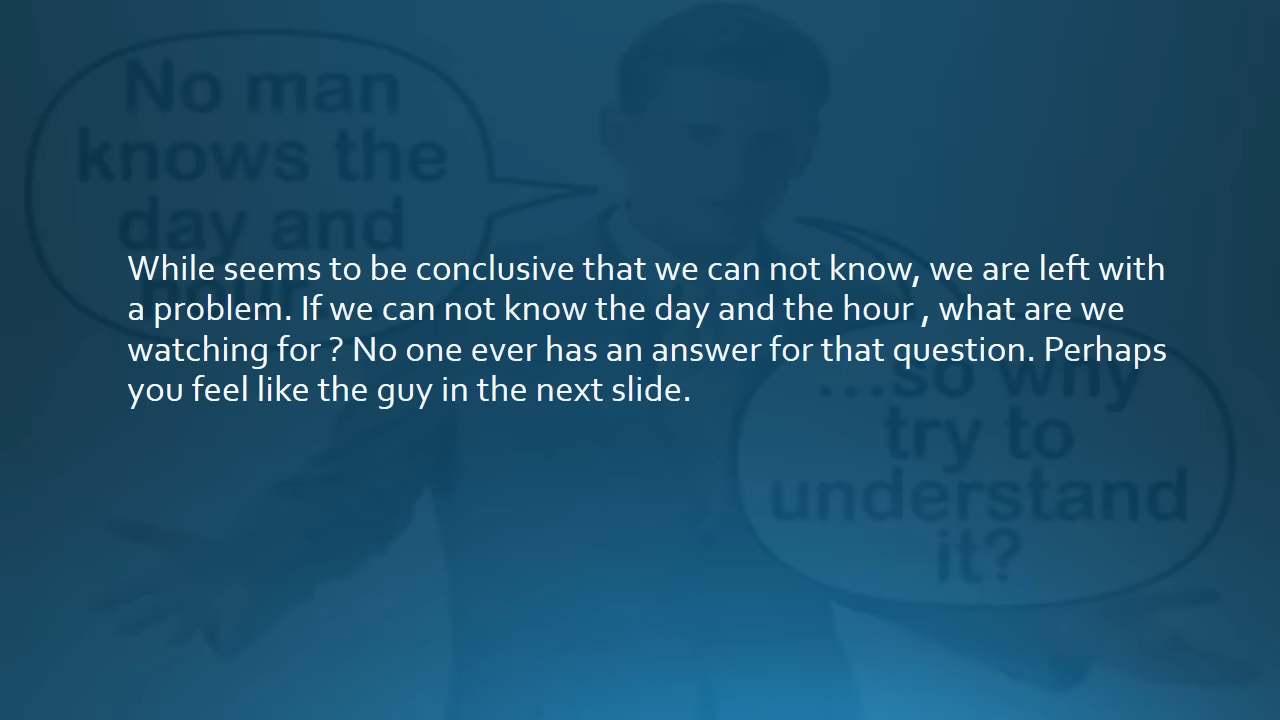 No man
knows the
day and
hour
While seems to be conclusive that we can not know, we are left with
a problem. If we can not know the day and the hour , what are we
watching for ? No one ever has an answer for that question. Perhaps
you feel like the guy in the next slide.
...so why
try to
understand
it?